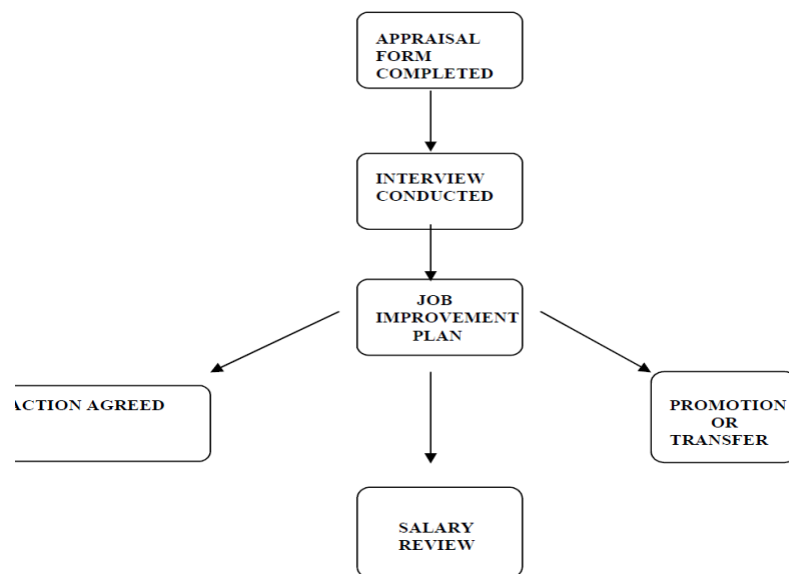 APPRAISAL
FORM
COMPLETED
INTERVIEW
CONDUCTED
JOB
IMPROVEMENT
PLAN
ACTION AGREED
PROMOTION
OR
TRANSFER
SALARY
REVIEW